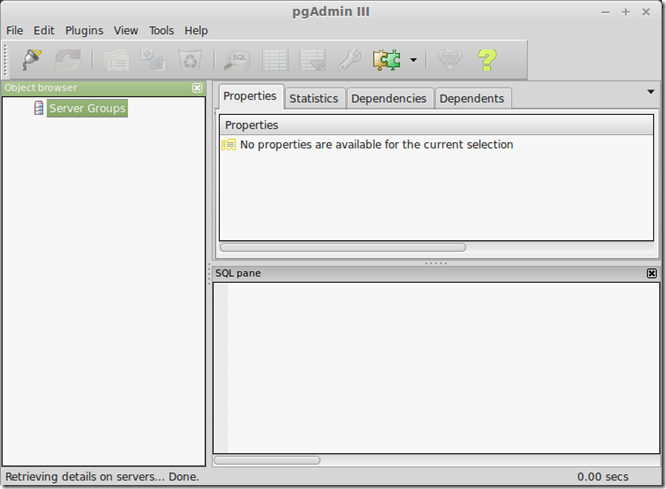 pgAdmin III
File Edit Plugins View Tools Help
SQL
Object browser
Server Groups
Properties Statistics Dependencies Dependents
Properties
No properties are available for the current selection
SQL pane
Retrieving details on servers... Done. 0.00 secs